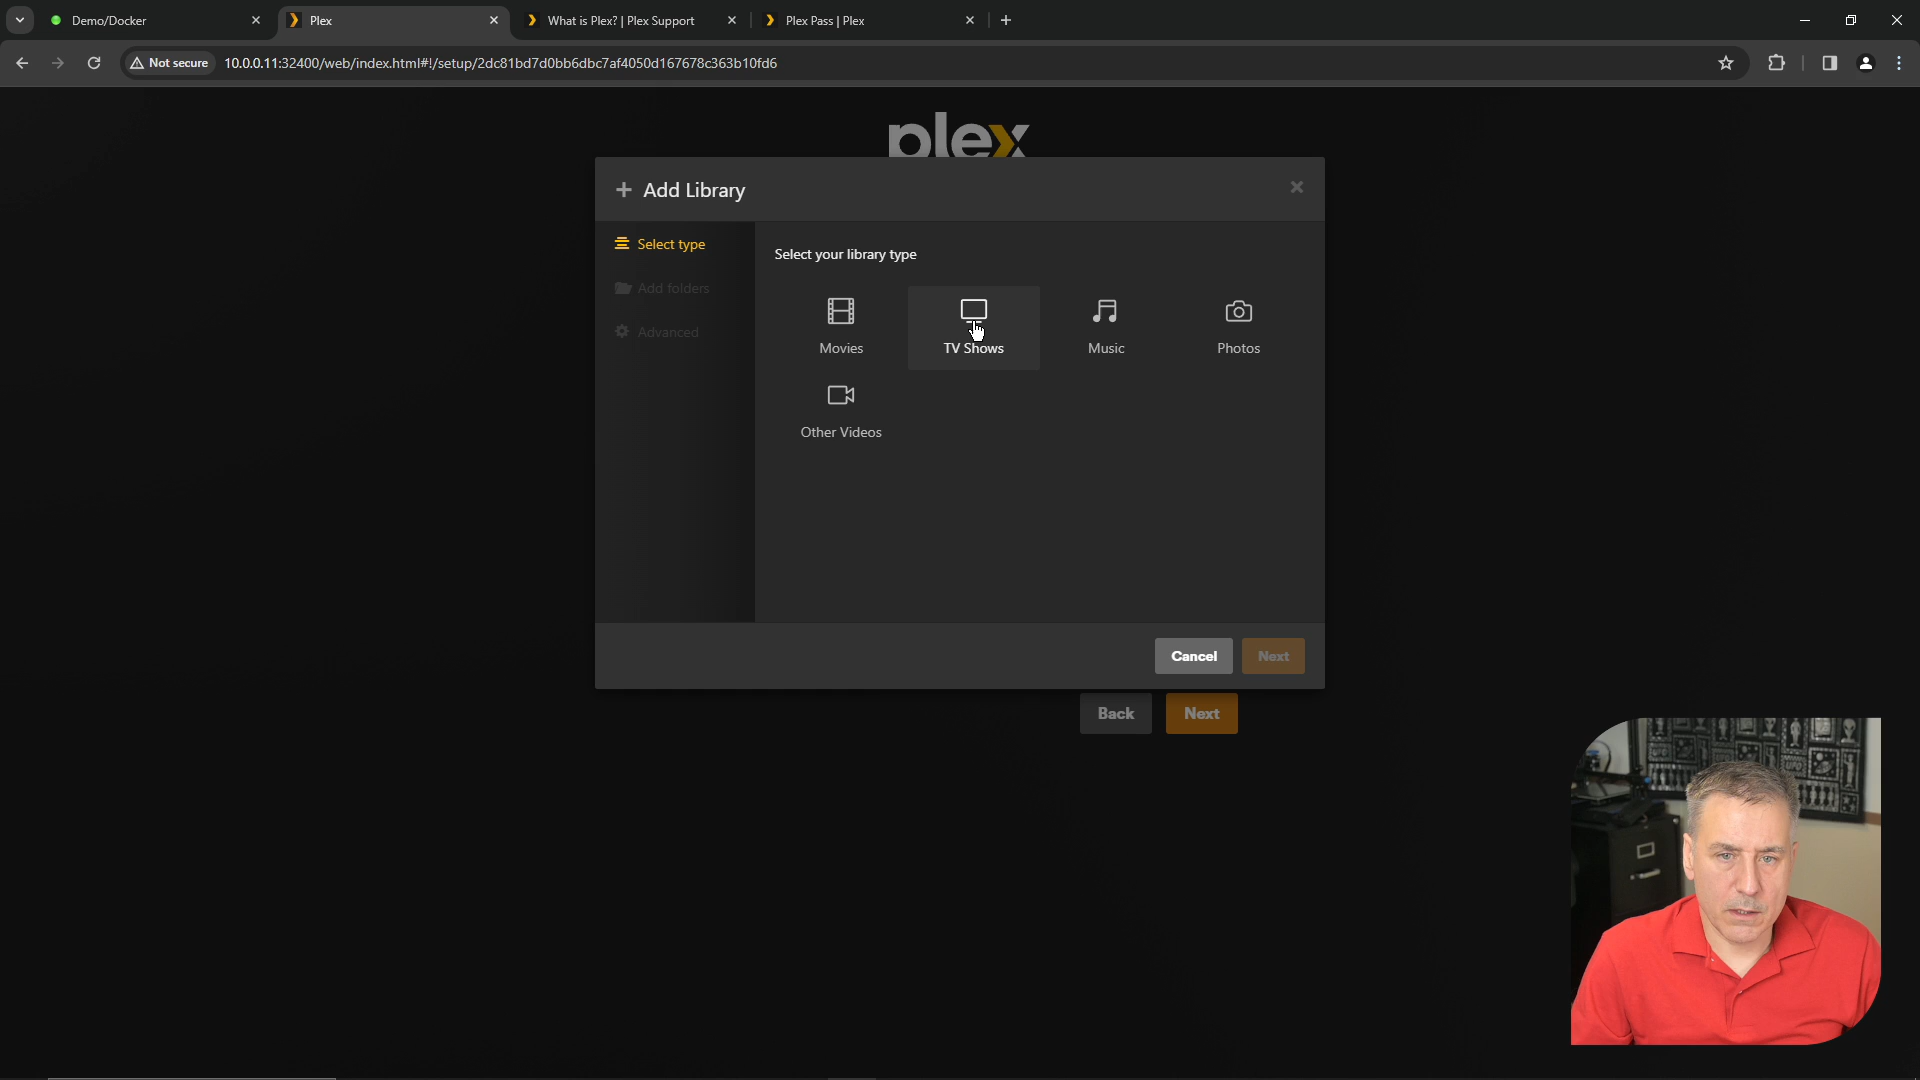 Demo/Docker
Plex
What is Plex? | Plex Support
Plex Pass | Plex
Not secure
10.0.0.11:32400/web/index.html#!/setup/2dc81bd7d0bb6dbc7af4050d167678c363b10fd6
plex
Add Library
Select type
Add folders
Advanced
Select your library type
Movies
TV Shows
Music
Photos
Other Videos
Cancel
Next
Back
Next